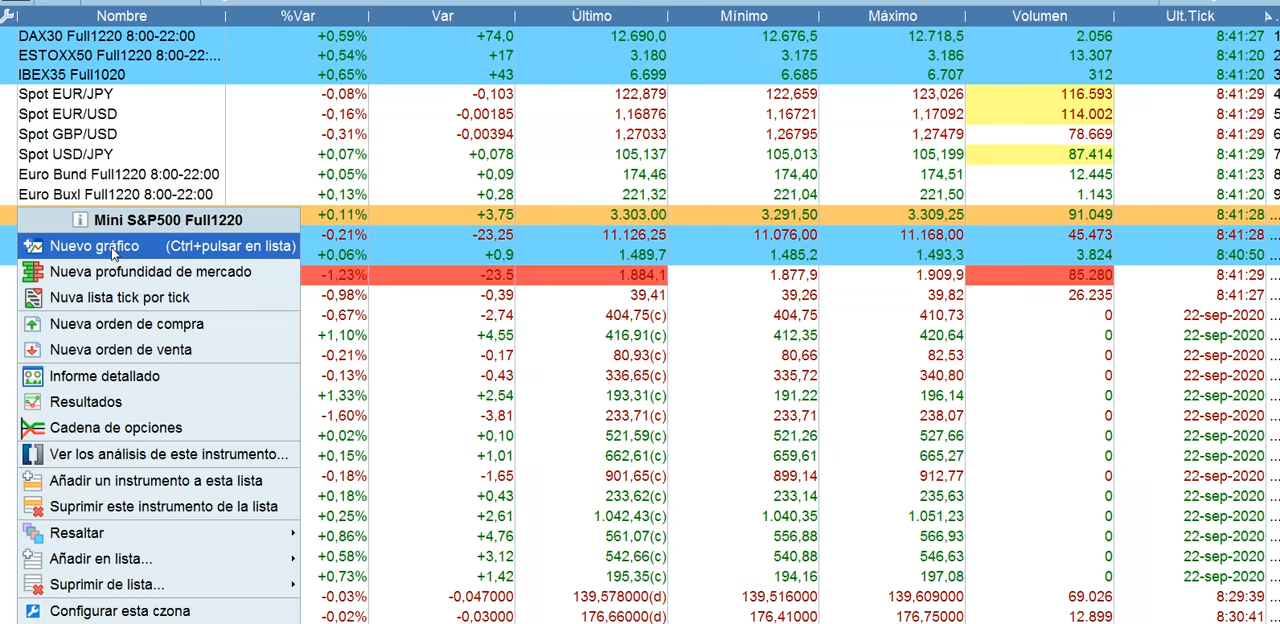 Nombre %Var Var Último Mínimo Máximo Volumen Ult.Tick
DAX30 Full1220 8:00-22:00 +0,59% +74,0 12.690,0 12.676,5 12.718,5 2.056 8:41:27 1
ESTOXX50 Full1220 8:00-22:... +0,54% +17 3.180 3.175 3.186 13.307 8:41:20 2
IBEX35 Full1020 +0,65% +43 6.699 6.685 6.707 312 8:41:20 3
Spot EUR/JPY -0,08% -0,103 122,879 122,659 123,026 116.593 8:41:29 4
Spot EUR/USD -0,16% -0,00185 1,16876 1,16721 1,17092 114.002 8:41:29 5
Spot GBP/USD -0,31% -0,00394 1,27033 1,26795 1,27479 78.669 8:41:29 6
Spot USD/JPY +0,07% +0,078 105,137 105,013 105,199 87.414 8:41:29 7
Euro Bund Full1220 8:00-22:00 +0,05% +0,09 174,46 174,40 174,51 12.445 8:41:23 8
Euro Buxl Full1220 8:00-22:00 +0,13% +0,28 221,32 221,04 221,50 1.143 8:41:20 9
Mini S&P500 Full1220 +0,11% +3,75 3.303,00 3.291,50 3.309,25 91.049 8:41:28 ...
Nuevo gráfico (Ctrl+pulsar en lista) -0,21% -23,25 11.126,25 11.076,00 11.168,00 45.473 8:41:28 ...
+0,06% +0,9 1.489,7 1.485,2 1.493,3 3.824 8:40:50 ...
Nueva profundidad de mercado -1,23% -23,5 1.884,1 1.877,9 1.909,9 85.280 8:41:29 ...
Nuva lista tick por tick -0,98% -0,39 39,41 39,26 39,82 26.235 8:41:27 ...
-0,67% -2,74 404,75(c) 404,75 410,73 0 22-sep-2020 ...
Nueva orden de compra +1,10% +4,55 416,91(c) 412,35 420,64 0 22-sep-2020 ...
Nueva orden de venta -0,21% -0,17 80,93(c) 80,66 82,53 0 22-sep-2020 ...
Informe detallado -0,13% -0,43 336,65(c) 335,72 340,80 0 22-sep-2020 ...
Resultados +1,33% +2,54 193,31(c) 191,22 196,14 0 22-sep-2020 ...
-1,60% -3,81 233,71(c) 233,71 238,07 0 22-sep-2020 ...
Cadena de opciones +0,02% +0,10 521,59(c) 521,26 527,66 0 22-sep-2020 ...
Ver los análisis de este instrumento... +0,15% +1,01 662,61(c) 659,61 665,27 0 22-sep-2020 ...
Añadir un instrumento a esta lista -0,18% -1,65 901,65(c) 899,14 912,77 0 22-sep-2020 ...
+0,18% +0,43 233,62(c) 233,14 235,63 0 22-sep-2020 ...
Suprimir este instrumento de la lista +0,25% +2,61 1.042,43(c) 1.040,35 1.051,23 0 22-sep-2020 ...
Resaltar +0,86% +4,76 561,07(c) 556,88 566,93 0 22-sep-2020 ...
Añadir en lista... +0,58% +3,12 542,66(c) 540,88 546,63 0 22-sep-2020 ...
Suprimir de lista... +0,73% +1,42 195,35(c) 194,16 197,08 0 22-sep-2020 ...
-0,03% -0,047000 139,578000(d) 139,516000 139,609000 69.026 8:29:39 ...
Configurar esta czona -0,02% -0,03000 176,66000(d) 176,41000 176,75000 12.899 8:30:41 ...